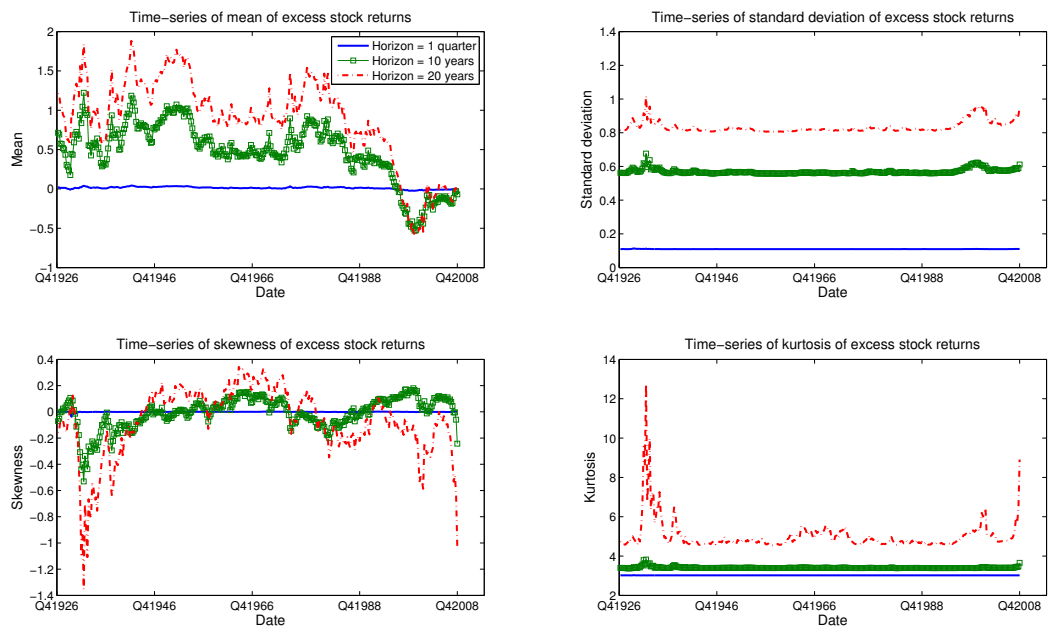 Time−series of mean of excess stock returns
2
1.5
1
0.5
0
−0.5
−1
Mean
Horizon = 1 quarter
Horizon = 10 years
Horizon = 20 years
Q41926 Q41946 Q41966 Q41988 Q42008
Date
Time−series of standard deviation of excess stock returns
1.4
1.2
1
0.8
0.6
0.4
0.2
0
Standard deviation
Q41926 Q41946 Q41966 Q41988 Q42008
Date
Time−series of skewness of excess stock returns
0.4
0.2
0
−0.2
−0.4
−0.6
−0.8
−1
−1.2
−1.4
Skewness
Q41926 Q41946 Q41966 Q41988 Q42008
Date
Time−series of kurtosis of excess stock returns
14
12
10
8
6
4
2
Kurtosis
Q41926 Q41946 Q41966 Q41988 Q42008
Date